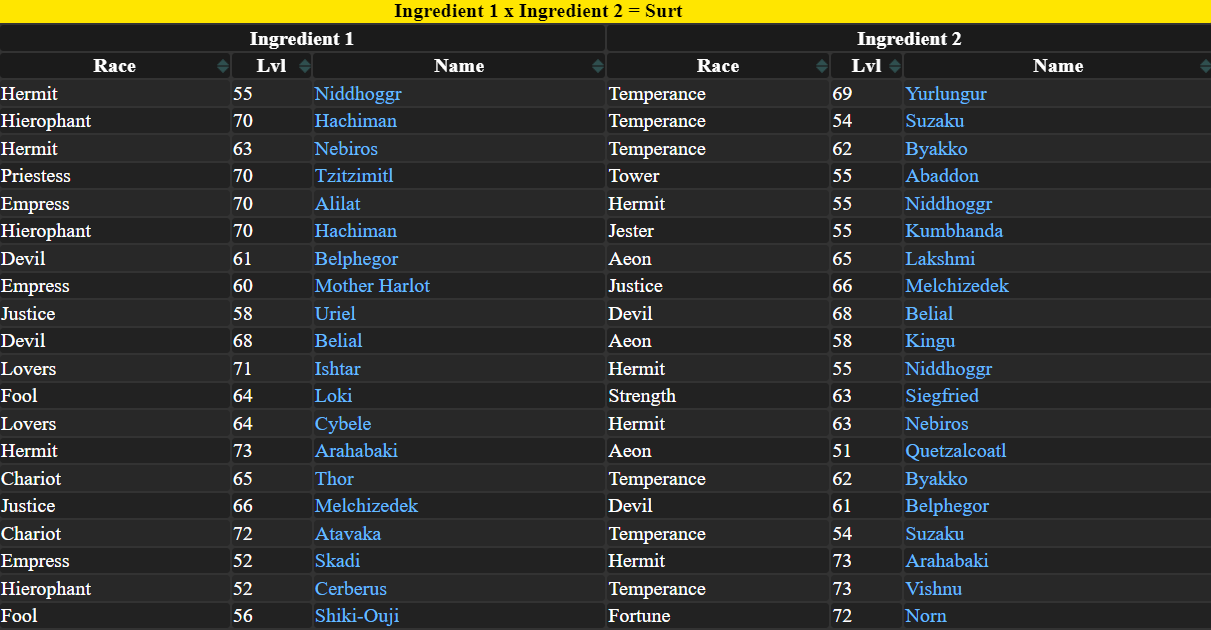 Ingredient 1 x Ingredient 2 = Surt
Ingredient 1 Ingredient 2
Race Lvl Name Race Lvl Name
Hermit 55 Niddhoggr Temperance 69 Yurlungur
Hierophant 70 Hachiman Temperance 54 Suzaku
Hermit 63 Nebiros Temperance 62 Byakko
Priestess 70 Tzitzimitl Tower 55 Abaddon
Empress 70 Alilat Hermit 55 Niddhoggr
Hierophant 70 Hachiman Jester 55 Kumbhanda
Devil 61 Belphegor Aeon 65 Lakshmi
Empress 60 Mother Harlot Justice 66 Melchizedek
Justice 58 Uriel Devil 68 Belial
Devil 68 Belial Aeon 58 Kingu
Lovers 71 Ishtar Hermit 55 Niddhoggr
Fool 64 Loki Strength 63 Siegfried
Lovers 64 Cybele Hermit 63 Nebiros
Hermit 73 Arahabaki Aeon 51 Quetzalcoatl
Chariot 65 Thor Temperance 62 Byakko
Justice 66 Melchizedek Devil 61 Belphegor
Chariot 72 Atavaka Temperance 54 Suzaku
Empress 52 Skadi Hermit 73 Arahabaki
Hierophant 52 Cerberus Temperance 73 Vishnu
Fool 56 Shiki-Ouji Fortune 72 Norn